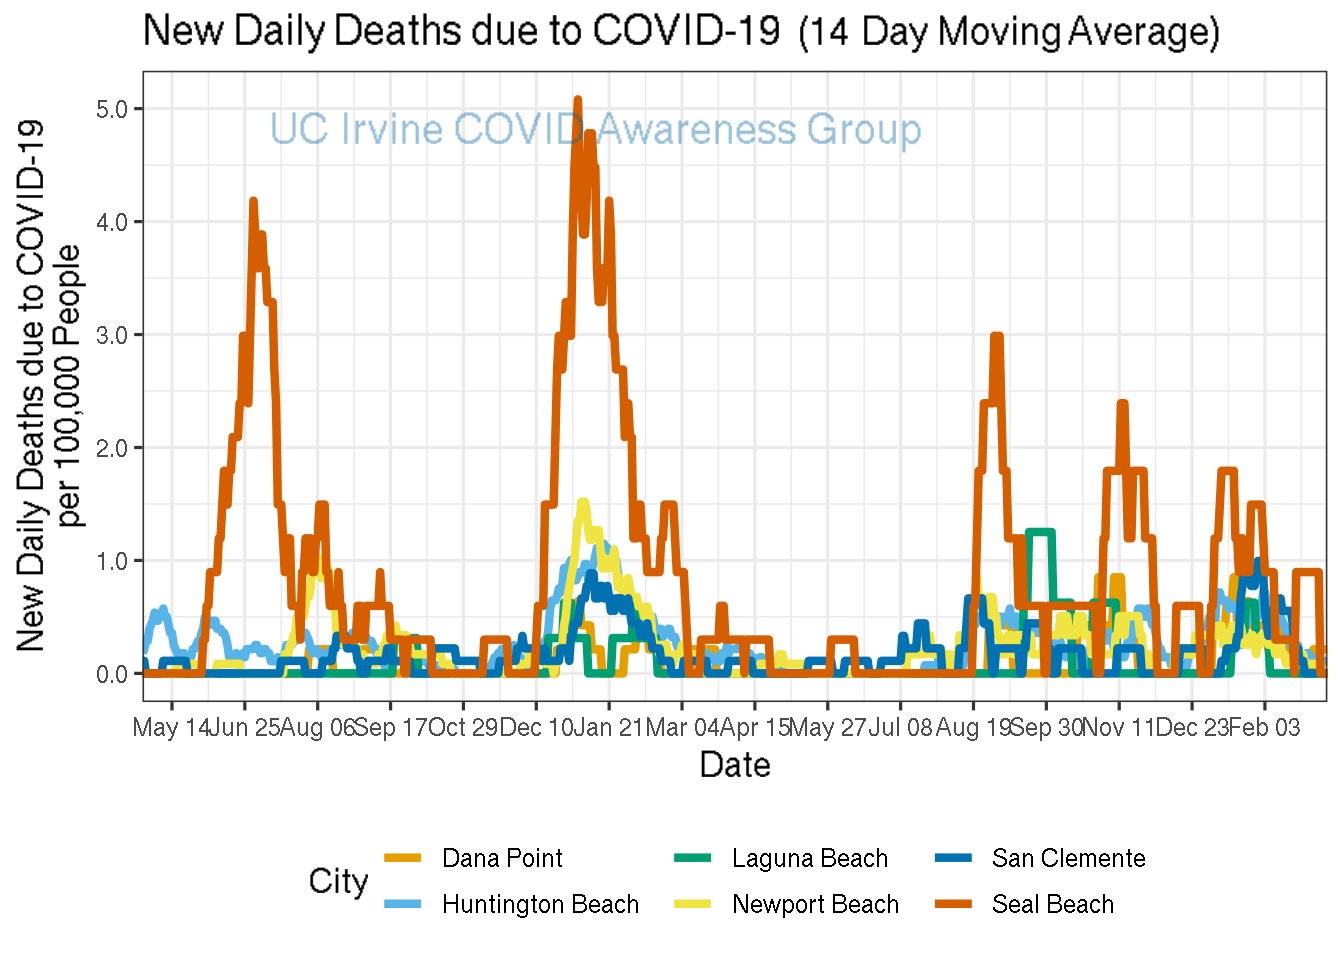 New Daily Deaths due to COVID-19 (14 Day Moving Average)
UC Irvine COVID Awareness Group
New Daily Deaths due to COVID-19
per 100,000 People
5.0
4.0
3.0
2.0
1.0
0.0
May 14 Jun 25 Aug 06 Sep 17 Oct 29 Dec 10 Jan 21 Mar 04 Apr 15 May 27 Jul 08 Aug 19 Sep 30 Nov 11 Dec 23 Feb 03
Date
City
Dana Point Laguna Beach San Clemente
Huntington Beach Newport Beach Seal Beach